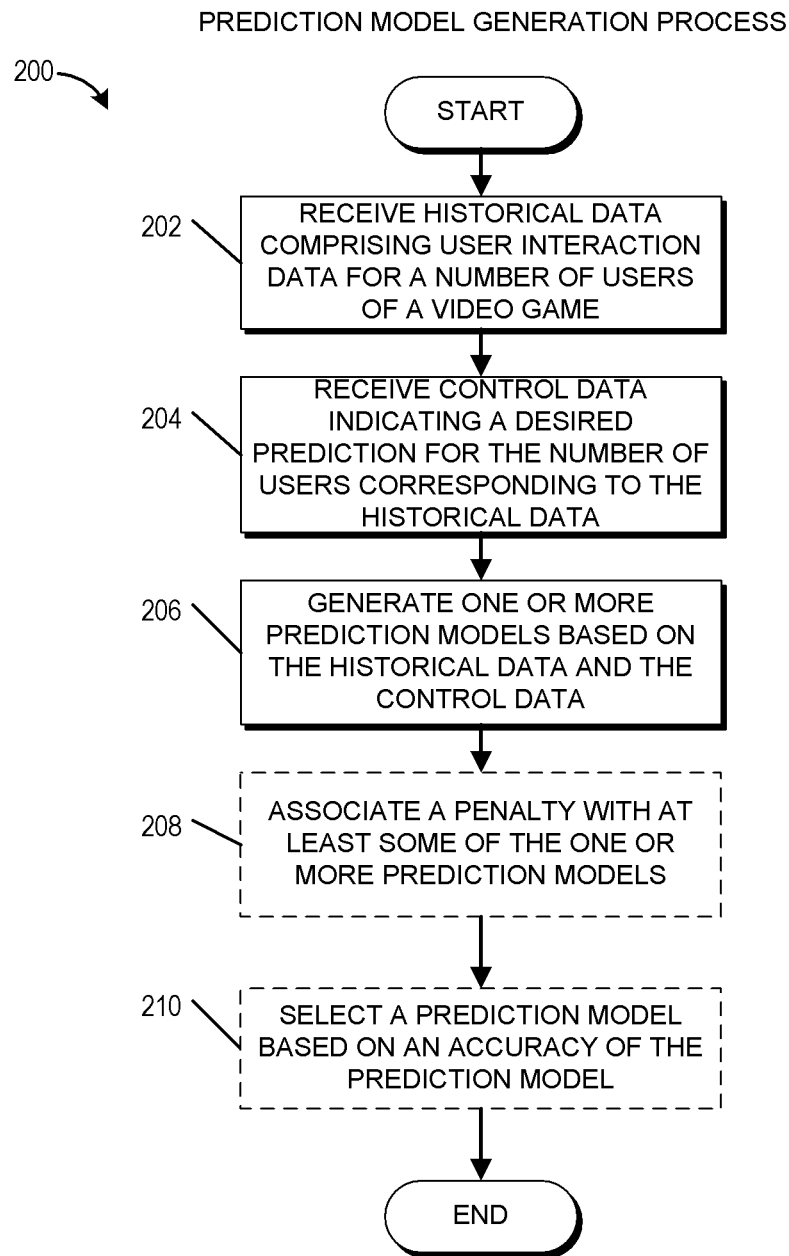 PREDICTION MODEL GENERATION PROCESS
200
START
202
RECEIVE HISTORICAL DATA
COMPRISING USER INTERACTION
DATA FOR A NUMBER OF USERS
OF A VIDEO GAME
204
RECEIVE CONTROL DATA
INDICATING A DESIRED
PREDICTION FOR THE NUMBER OF
USERS CORRESPONDING TO THE
HISTORICAL DATA
206
GENERATE ONE OR MORE
PREDICTION MODELS BASED ON
THE HISTORICAL DATA AND THE
CONTROL DATA
208
ASSOCIATE A PENALTY WITH AT
LEAST SOME OF THE ONE OR
MORE PREDICTION MODELS
210
SELECT A PREDICTION MODEL
BASED ON AN ACCURACY OF THE
PREDICTION MODEL
END